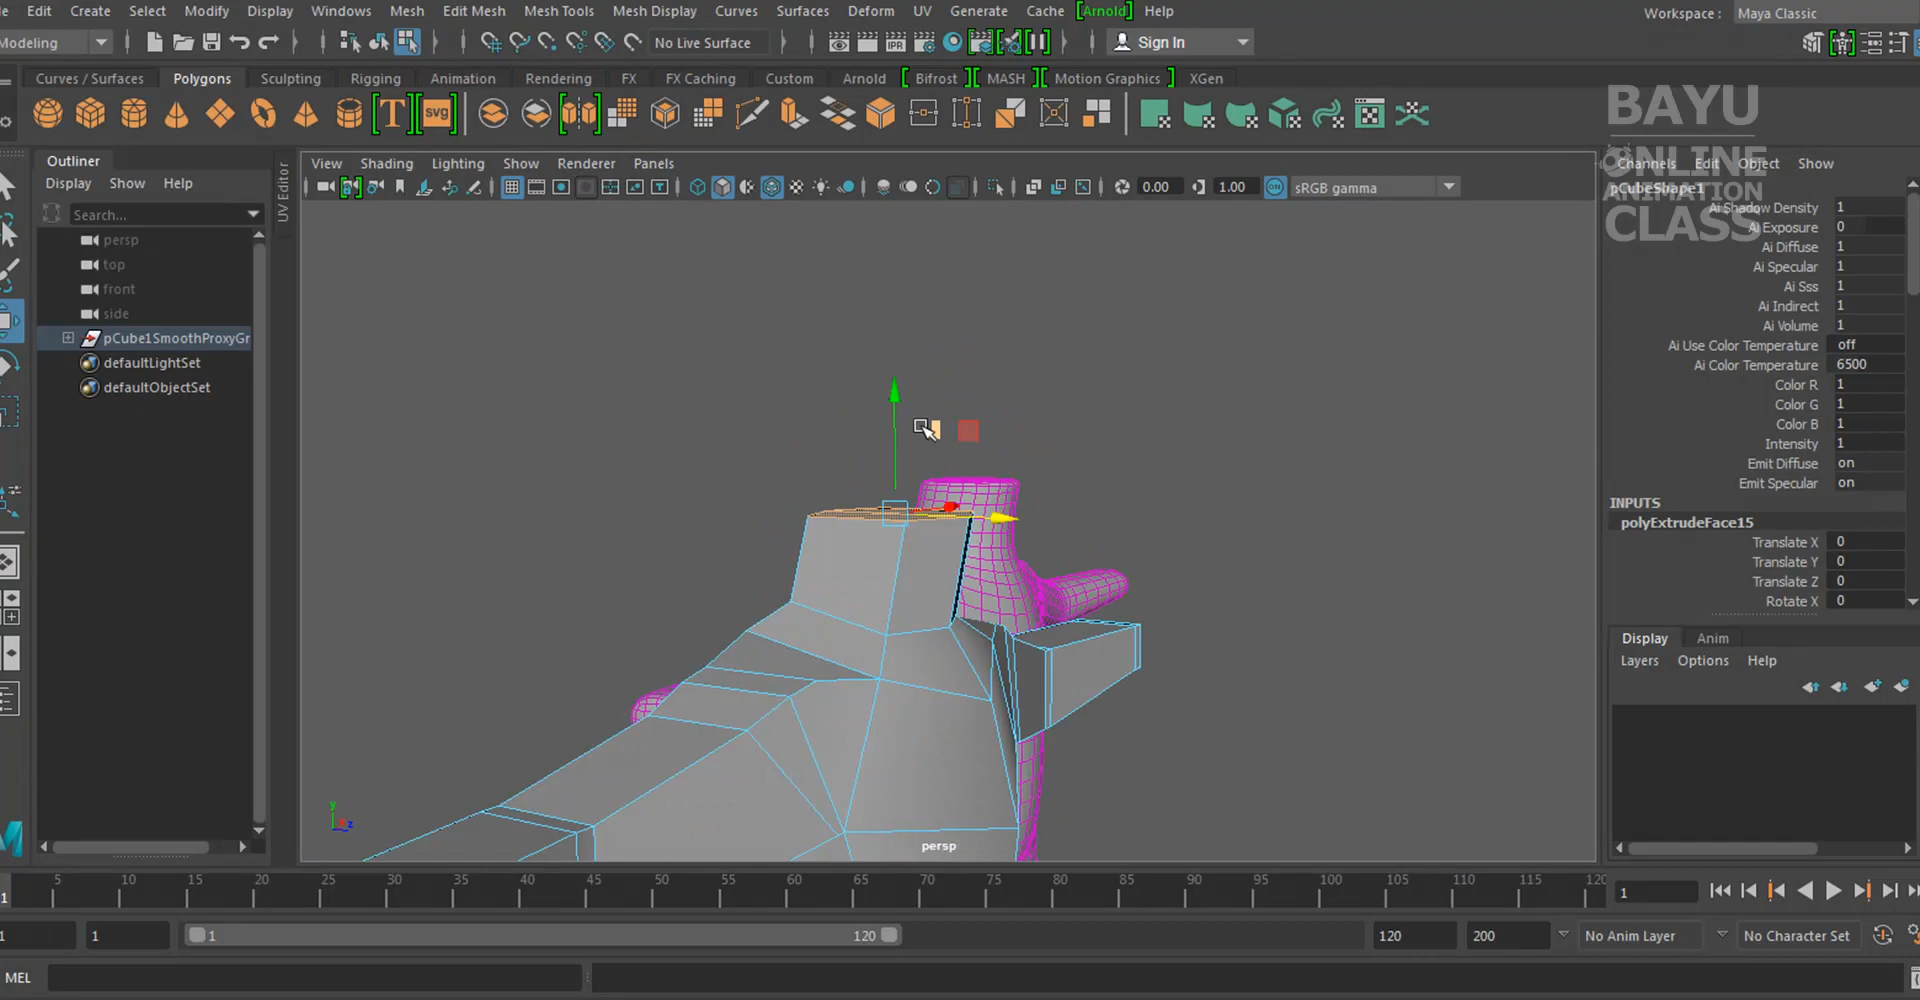 Edit Create Select Modify Display Windows Mesh Edit Mesh Mesh Tools Mesh Display Curves Surfaces Deform UV Generate Cache [Arnold] Help
Workspace : Maya Classic
Modeling
No Live Surface
IPR
Sign In
Curves / Surfaces Polygons Sculpting Rigging Animation Rendering FX FX Caching Custom Arnold Bifrost MASH Motion Graphics XGen
T
svg
BAYU
ONLINE
ANIMATION
CLASS
Outliner
Display Show Help
Search...
UV Editor
persp
top
front
side
pCube1SmoothProxyGr
defaultLightSet
defaultObjectSet
View Shading Lighting Show Renderer Panels
0.00 1.00 ON sRGB gamma
y
z
persp
Channels Edit Object Show
pCubeShape1
Ai Shadow Density 1
Ai Exposure 0
Ai Diffuse 1
Ai Specular 1
Ai Sss 1
Ai Indirect 1
Ai Volume 1
Ai Use Color Temperature off
Ai Color Temperature 6500
Color R 1
Color G 1
Color B 1
Intensity 1
Emit Diffuse on
Emit Specular on
INPUTS
polyExtrudeFace15
Translate X 0
Translate Y 0
Translate Z 0
Rotate X 0
Display Anim
Layers Options Help
1 5 10 15 20 25 30 35 40 45 50 55 60 65 70 75 80 85 90 95 100 105 110 115 120
1
1 1 1 120 120 200 No Anim Layer No Character Set
MEL